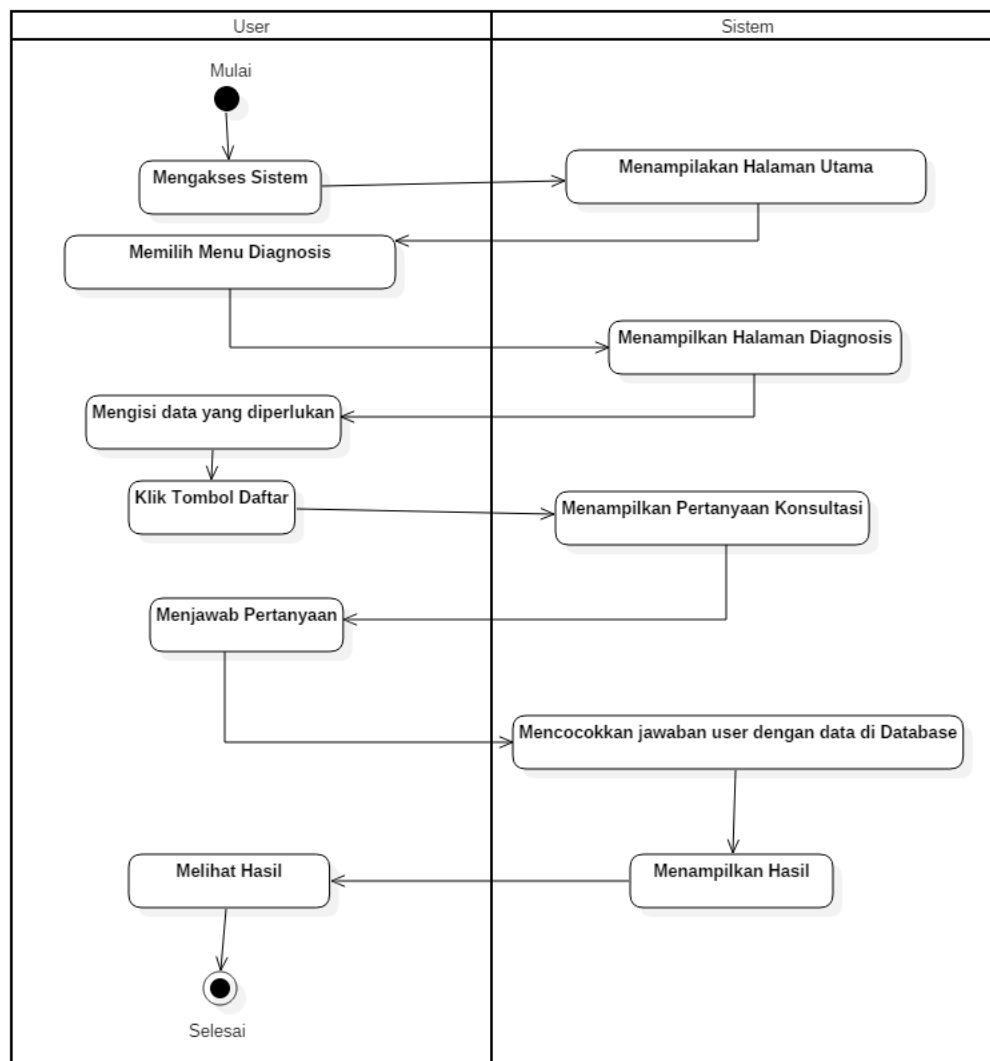 User
Sistem
Mulai
Mengakses Sistem
Menampilakan Halaman Utama
Memilih Menu Diagnosis
Menampilkan Halaman Diagnosis
Mengisi data yang diperlukan
Klik Tombol Daftar
Menampilkan Pertanyaan Konsultasi
Menjawab Pertanyaan
Mencocokkan jawaban user dengan data di Database
Melihat Hasil
Menampilkan Hasil
Selesai